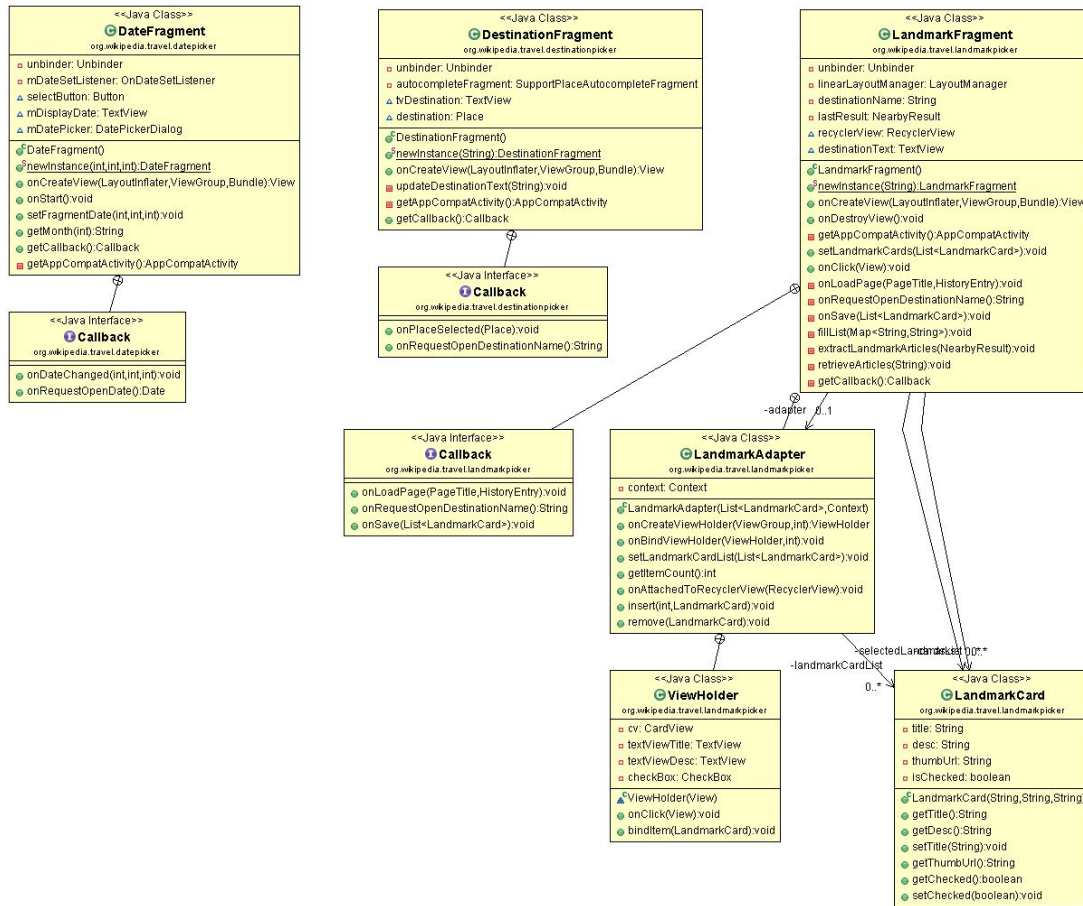 <<Java Class>>
DateFragment
org.wikipedia.travel.datepicker
unbinder: Unbinder
mDateSetListener: OnDateSetListener
selectButton: Button
mDisplayDate: TextView
mDatePicker: DatePickerDialog
DateFragment()
newInstance(int,int,int):DateFragment
onCreateView(LayoutInflater,ViewGroup,Bundle):View
onStart():void
setFragmentDate(int,int,int):void
getMonth(int):String
getCallback():Callback
getAppCompatActivity():AppCompatActivity
<<Java Interface>>
Callback
org.wikipedia.travel.datepicker
onDateChanged(int,int,int):void
onRequestOpenDate():Date
<<Java Class>>
DestinationFragment
org.wikipedia.travel.destinationpicker
unbinder: Unbinder
autocompleteFragment: SupportPlaceAutocompleteFragment
tvDestination: TextView
destination: Place
DestinationFragment()
newInstance(String):DestinationFragment
onCreateView(LayoutInflater,ViewGroup,Bundle):View
updateDestinationText(String):void
getAppCompatActivity():AppCompatActivity
getCallback():Callback
<<Java Interface>>
Callback
org.wikipedia.travel.destinationpicker
onPlaceSelected(Place):void
onRequestOpenDestinationName():String
<<Java Class>>
LandmarkFragment
org.wikipedia.travel.landmarkpicker
unbinder: Unbinder
linearLayoutManager: LayoutManager
destinationName: String
lastResult: NearbyResult
recyclerView: RecyclerView
destinationText: TextView
LandmarkFragment()
newInstance(String):LandmarkFragment
onCreateView(LayoutInflater,ViewGroup,Bundle):View
onDestroyView():void
getAppCompatActivity():AppCompatActivity
setLandmarkCards(List<LandmarkCard>):void
onClick(View):void
onLoadPage(PageTitle,HistoryEntry):void
onRequestOpenDestinationName():String
onSave(List<LandmarkCard>):void
fillList(Map<String,String>):void
extractLandmarkArticles(NearbyResult):void
retrieveArticles(String):void
getCallback():Callback
-adapter 0..1
<<Java Interface>>
Callback
org.wikipedia.travel.landmarkpicker
onLoadPage(PageTitle,HistoryEntry):void
onRequestOpenDestinationName():String
onSave(List<LandmarkCard>):void
<<Java Class>>
LandmarkAdapter
org.wikipedia.travel.landmarkpicker
context: Context
LandmarkAdapter(List<LandmarkCard>,Context)
onCreateViewHolder(ViewGroup,int):ViewHolder
onBindViewHolder(ViewHolder,int):void
setLandmarkCardList(List<LandmarkCard>):void
getItemCount():int
onAttachedToRecyclerView(RecyclerView):void
insert(int,LandmarkCard):void
remove(LandmarkCard):void
-landmarkCardList
0..*
<<Java Class>>
ViewHolder
org.wikipedia.travel.landmarkpicker
cv: CardView
textViewTitle: TextView
textViewDesc: TextView
checkBox: CheckBox
ViewHolder(View)
onClick(View):void
bindItem(LandmarkCard):void
<<Java Class>>
LandmarkCard
org.wikipedia.travel.landmarkpicker
title: String
desc: String
thumbUrl: String
isChecked: boolean
LandmarkCard(String,String,String)
getTitle():String
getDesc():String
setTitle(String):void
getThumbUrl():String
getChecked():boolean
setChecked(boolean):void